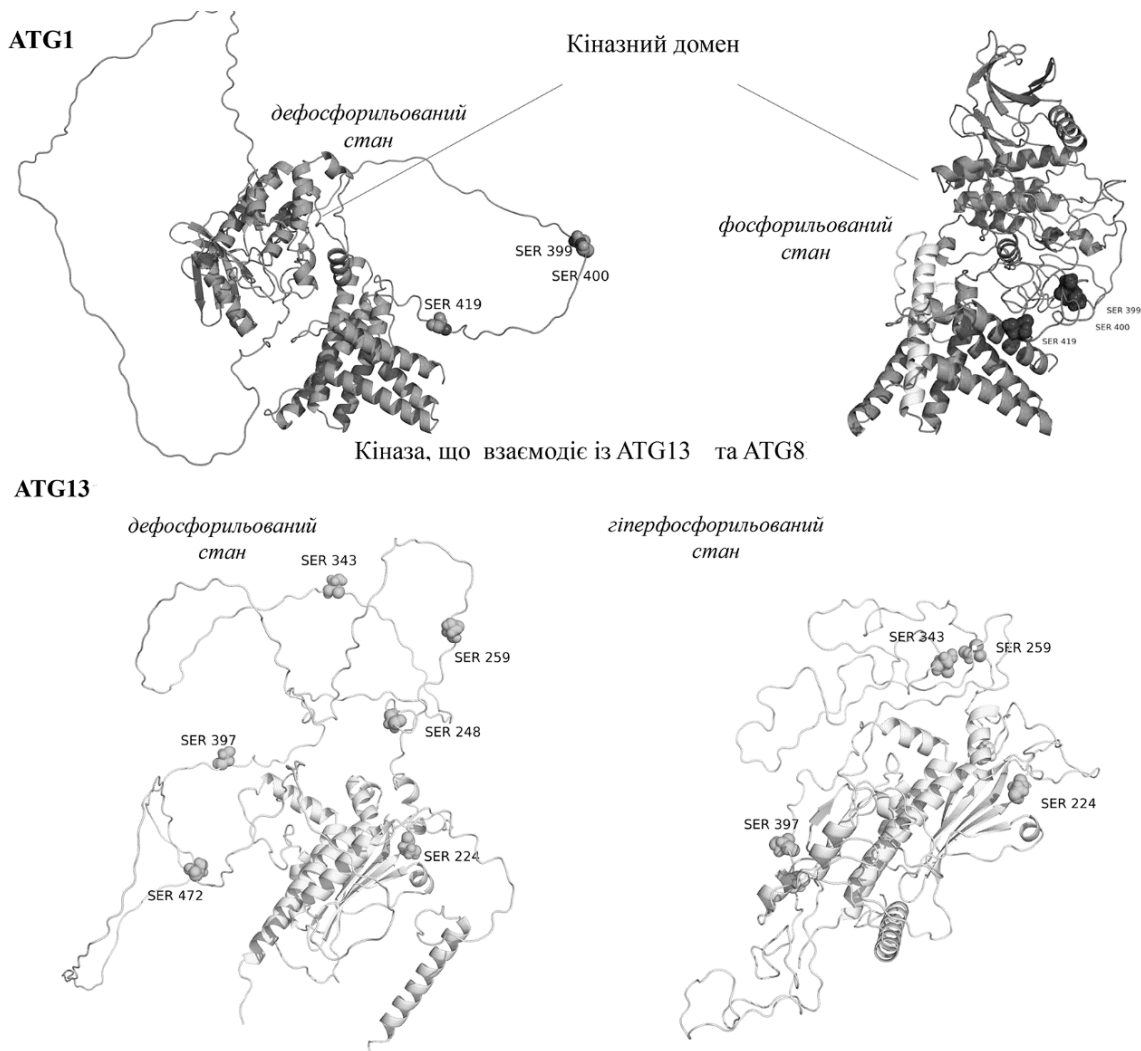 ATG1
Кіназний домен
дефосфорильований
стан
фосфорильований
стан
SER 399
SER 400
SER 419
SER 399
SER 400
SER 419
Кіназа, що взаємодіє із ATG13 та ATG8
ATG13
дефосфорильований
стан
гіперфосфорильований
стан
SER 343
SER 259
SER 248
SER 397
SER 224
SER 472
SER 343
SER 259
SER 224
SER 397